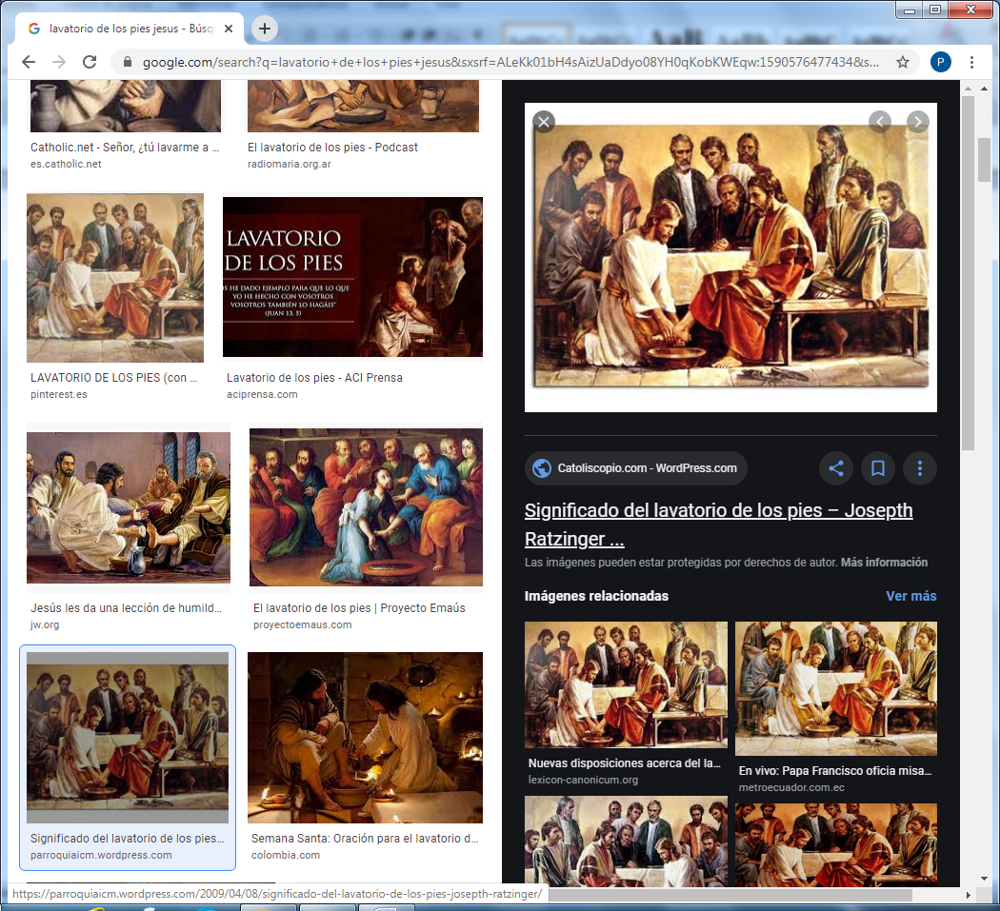 lavatorio de los pies jesus - Búsq
google.com/search?q=lavatorio+de+los+pies+jesus&sxsrf=ALeKk01bH4sAizUaDdyo08YH0qKobKWEqw:1590576477434&s...
P
Catholic.net - Señor, ¿tú lavarme a ...
es.catholic.net
El lavatorio de los pies - Podcast
radiomaria.org.ar
LAVATORIO DE LOS PIES (con ...
pinterest.es
LAVATORIO
DE LOS PIES
OS HE DADO EJEMPLO PARA QUE LO QUE
YO HE HECHO CON VOSOTROS
VOSOTROS TAMBIÉN LO HAGÁIS"
(JUAN 13, 5)
Lavatorio de los pies - ACI Prensa
aciprensa.com
Jesús les da una lección de humild...
jw.org
El lavatorio de los pies | Proyecto Emaús
proyectoemaus.com
Significado del lavatorio de los pies...
parroquiaicm.wordpress.com
Semana Santa: Oración para el lavatorio d...
colombia.com
Catoliscopio.com - WordPress.com
Significado del lavatorio de los pies – Joseph
Ratzinger ...
Las imágenes pueden estar protegidas por derechos de autor. Más información
Imágenes relacionadas
Ver más
Nuevas disposiciones acerca del la...
lexicon-canonicum.org
En vivo: Papa Francisco oficia misa...
metroecuador.com.ec
https://parroquiaicm.wordpress.com/2009/04/08/significado-del-lavatorio-de-los-pies-joseph-ratzinger/